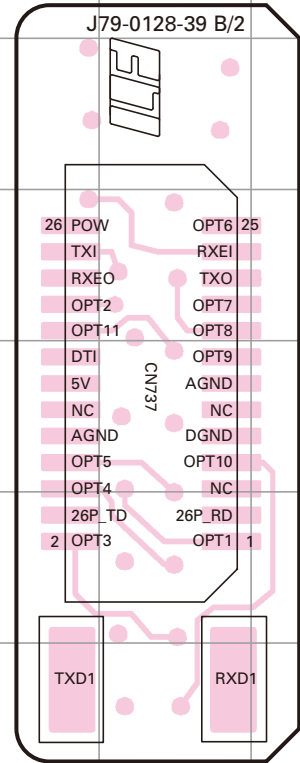 J79-0128-39 B/2
26 POW OPT6 25
TXI RXEI
RXEO TXO
OPT2 OPT7
OPT11 OPT8
DTI OPT9
5V AGND
NC NC
AGND DGND
OPT5 OPT10
OPT4 NC
26P_TD 26P_RD
2 OPT3 OPT1 1
CN737
TXD1 RXD1